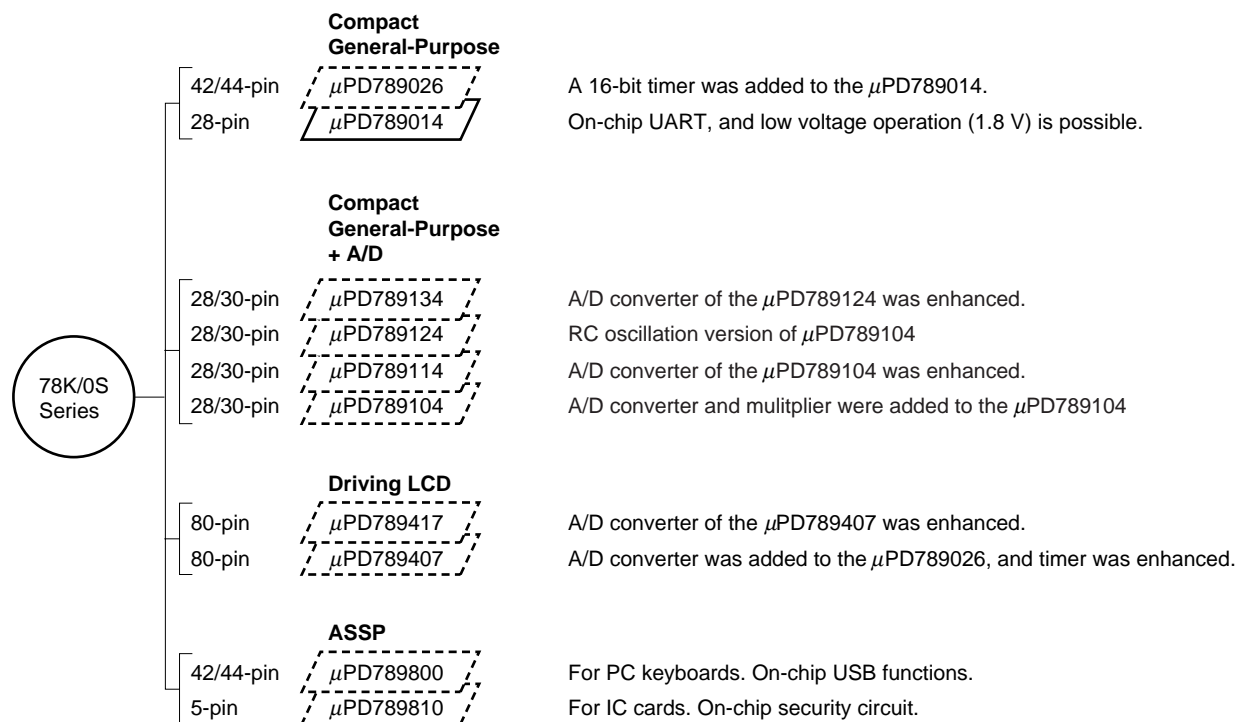 Compact
General-Purpose
42/44-pin μPD789026 A 16-bit timer was added to the μPD789014.
28-pin μPD789014 On-chip UART, and low voltage operation (1.8 V) is possible.
Compact
General-Purpose
+ A/D
28/30-pin μPD789134 A/D converter of the μPD789124 was enhanced.
28/30-pin μPD789124 RC oscillation version of μPD789104
28/30-pin μPD789114 A/D converter of the μPD789104 was enhanced.
28/30-pin μPD789104 A/D converter and mulitplier were added to the μPD789104
78K/0S
Series
Driving LCD
80-pin μPD789417 A/D converter of the μPD789407 was enhanced.
80-pin μPD789407 A/D converter was added to the μPD789026, and timer was enhanced.
ASSP
42/44-pin μPD789800 For PC keyboards. On-chip USB functions.
5-pin μPD789810 For IC cards. On-chip security circuit.